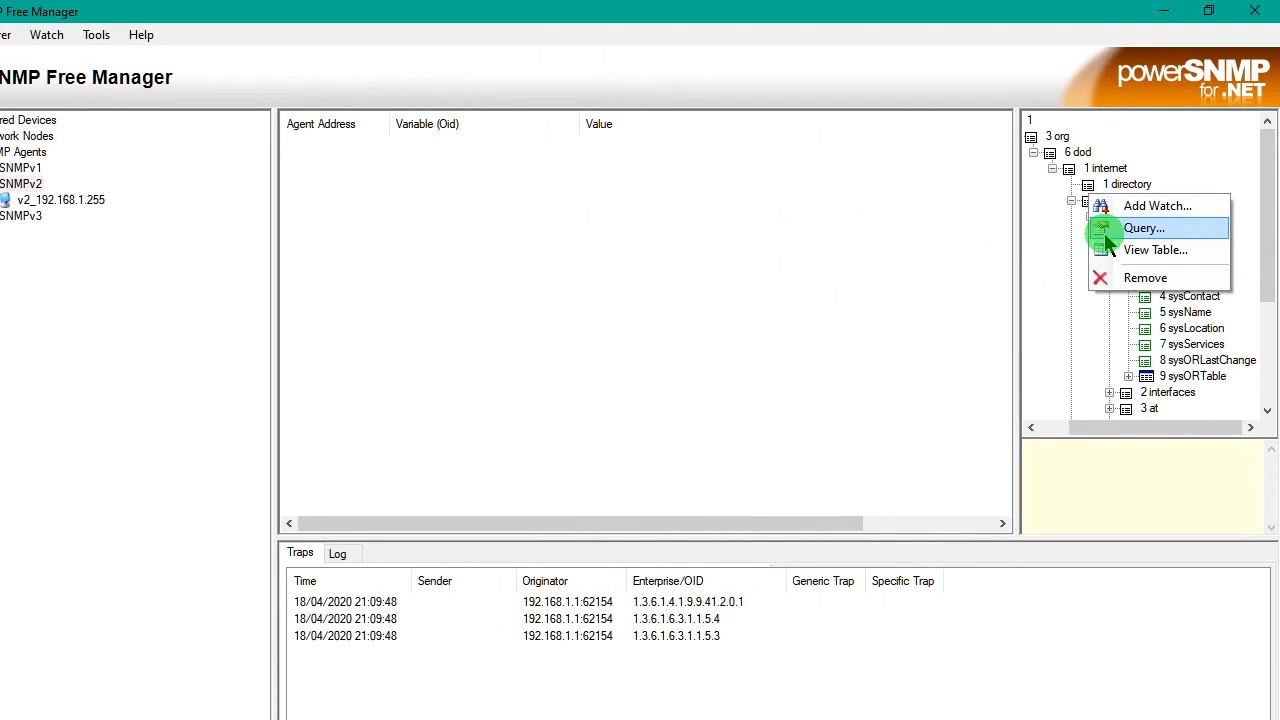 P Free Manager
er Watch Tools Help
NMP Free Manager
powerSNMP
for .NET
red Devices
work Nodes
MP Agents
SNMPv1
SNMPv2
v2_192.168.1.255
SNMPv3
Agent Address Variable (Oid) Value
1
3 org
6 dod
1 internet
1 directory
Add Watch...
Query...
View Table...
Remove
4 sysContact
5 sysName
6 sysLocation
7 sysServices
8 sysORLastChange
9 sysORTable
2 interfaces
3 at
Traps Log
Time Sender Originator Enterprise/OID Generic Trap Specific Trap
18/04/2020 21:09:48 192.168.1.1:62154 1.3.6.1.4.1.9.9.41.2.0.1
18/04/2020 21:09:48 192.168.1.1:62154 1.3.6.1.6.3.1.1.5.4
18/04/2020 21:09:48 192.168.1.1:62154 1.3.6.1.6.3.1.1.5.3